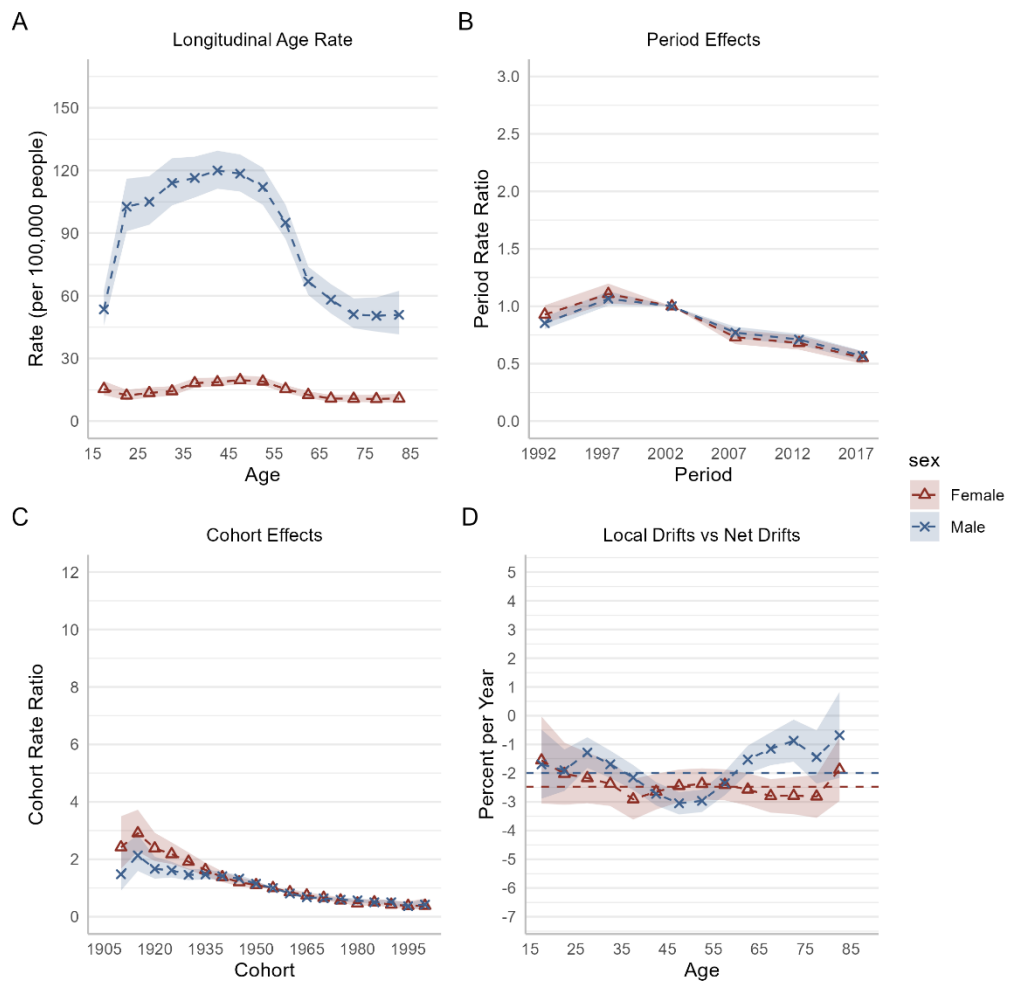 A
Longitudinal Age Rate
Rate (per 100,000 people)
150
120
90
60
30
0
15 25 35 45 55 65 75 85
Age
B
Period Effects
Period Rate Ratio
3.0
2.5
2.0
1.5
1.0
0.5
0.0
1992 1997 2002 2007 2012 2017
Period
sex
Female
Male
C
Cohort Effects
Cohort Rate Ratio
12
10
8
6
4
2
0
1905 1920 1935 1950 1965 1980 1995
Cohort
D
Local Drifts vs Net Drifts
Percent per Year
5
4
3
2
1
0
-1
-2
-3
-4
-5
-6
-7
15 25 35 45 55 65 75 85
Age